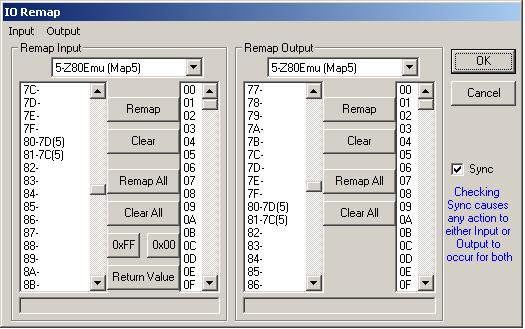 IO Remap
Input Output
Remap Input
5-Z80Emu (Map5)
7C-
7D-
7E-
7F-
80-7D(5)
81-7C(5)
82-
83-
84-
85-
86-
87-
88-
89-
8A-
8B-
Remap
Clear
Remap All
Clear All
0xFF 0x00
Return Value
00
01
02
03
04
05
06
07
08
09
0A
0B
0C
0D
0E
0F
Remap Output
5-Z80Emu (Map5)
77-
78-
79-
7A-
7B-
7C-
7D-
7E-
7F-
80-7D(5)
81-7C(5)
82-
83-
84-
85-
86-
Remap
Clear
Remap All
Clear All
00
01
02
03
04
05
06
07
08
09
0A
0B
0C
0D
0E
0F
OK
Cancel
Sync
Checking
Sync causes
any action to
either Input or
Output to
occur for both